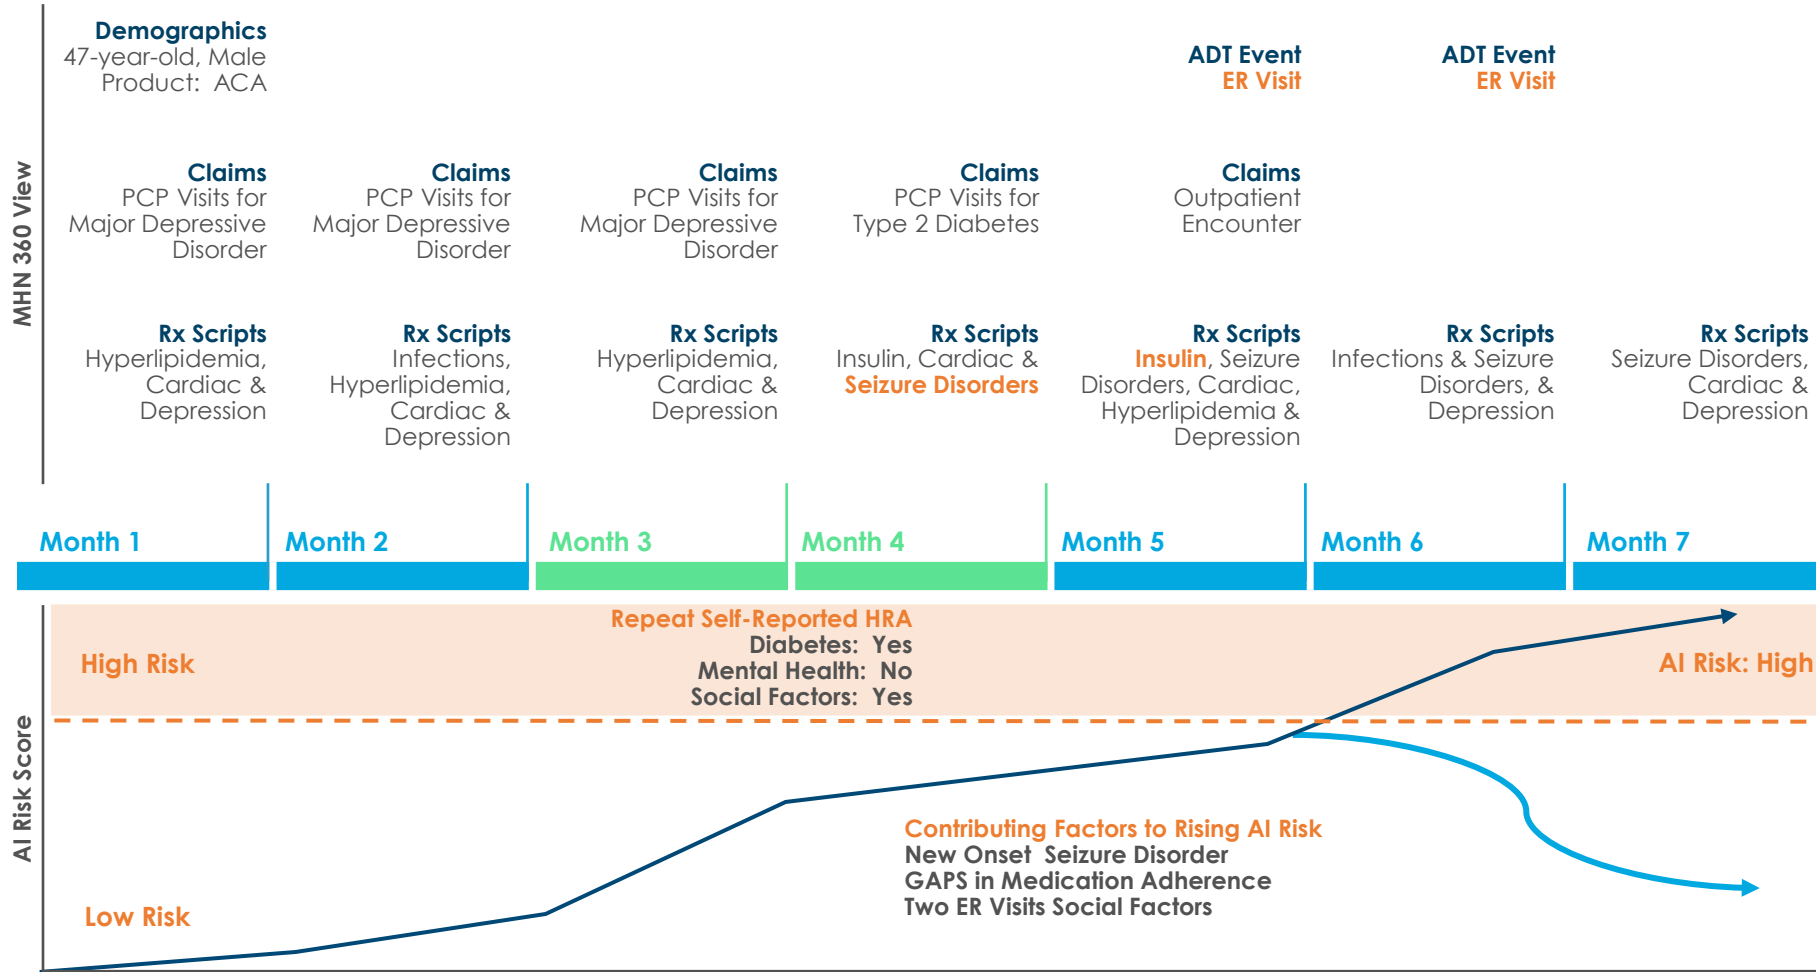 MHN 360 View
Demographics
47-year-old, Male
Product: ACA
ADT Event
ER Visit
ADT Event
ER Visit
Claims
PCP Visits for
Major Depressive
Disorder
Claims
PCP Visits for
Major Depressive
Disorder
Claims
PCP Visits for
Major Depressive
Disorder
Claims
PCP Visits for
Type 2 Diabetes
Claims
Outpatient
Encounter
Rx Scripts
Hyperlipidemia,
Cardiac &
Depression
Rx Scripts
Infections,
Hyperlipidemia,
Cardiac &
Depression
Rx Scripts
Hyperlipidemia,
Cardiac &
Depression
Rx Scripts
Insulin, Cardiac &
Seizure Disorders
Rx Scripts
Insulin, Seizure
Disorders, Cardiac,
Hyperlipidemia &
Depression
Rx Scripts
Infections & Seizure
Disorders, &
Depression
Rx Scripts
Seizure Disorders,
Cardiac &
Depression
Month 1
Month 2
Month 3
Month 4
Month 5
Month 6
Month 7
AI Risk Score
High Risk
Repeat Self-Reported HRA
Diabetes: Yes
Mental Health: No
Social Factors: Yes
AI Risk: High
Contributing Factors to Rising AI Risk
New Onset Seizure Disorder
GAPS in Medication Adherence
Two ER Visits Social Factors
Low Risk